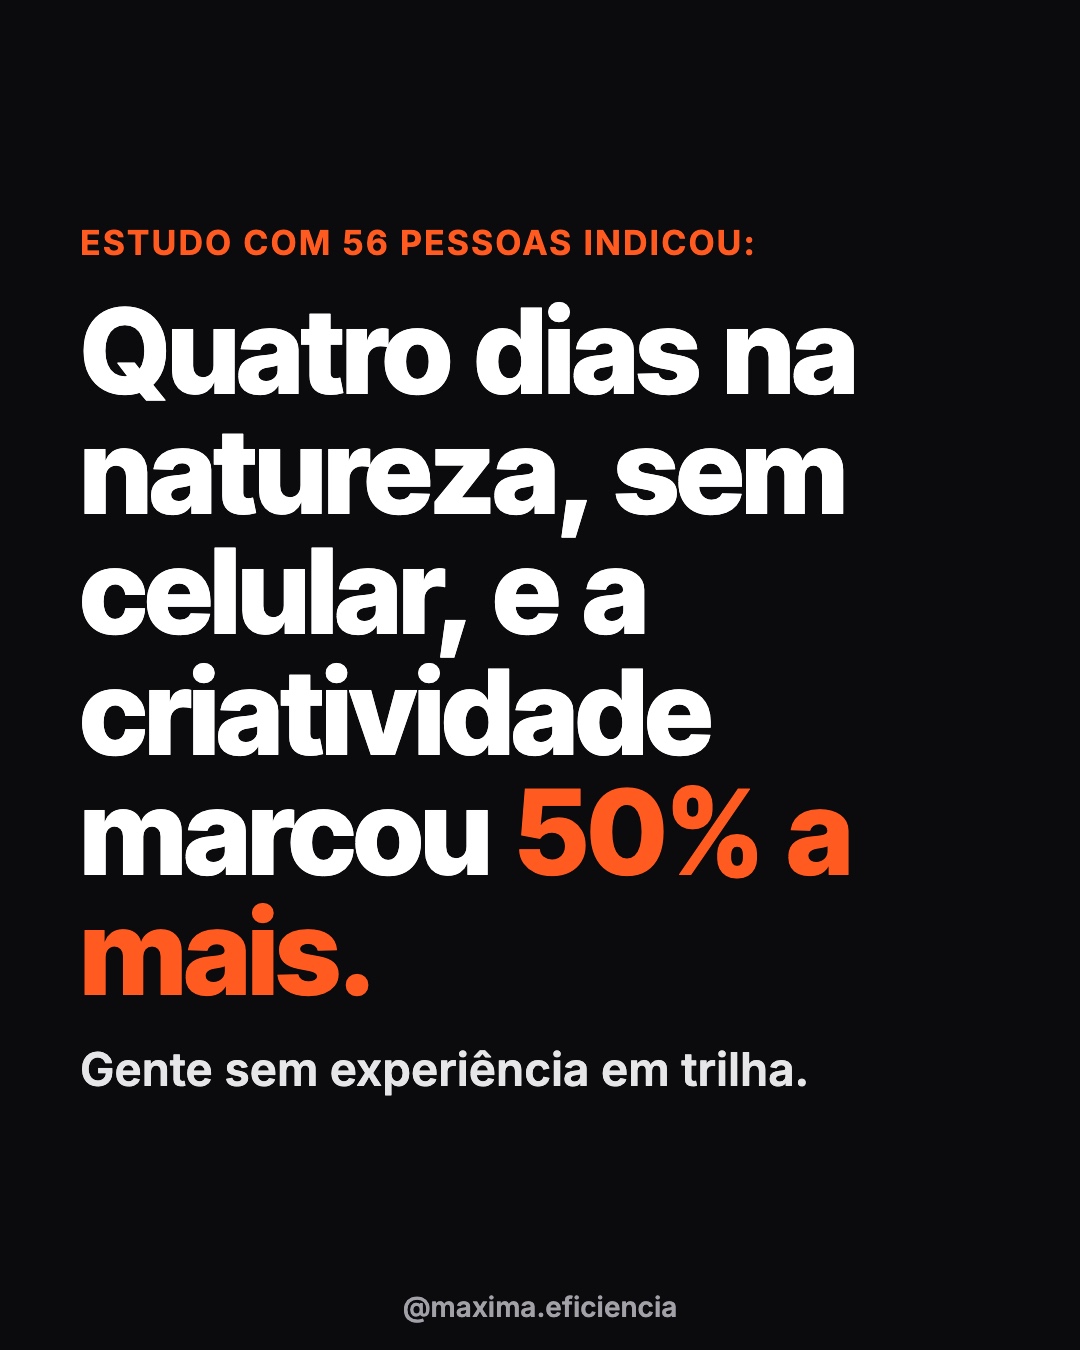 ESTUDO COM 56 PESSOAS INDICOU:
Quatro dias na
natureza, sem
celular, e a
criatividade
marcou 50% a
mais.
Gente sem experiência em trilha.
@maxima.eficiencia